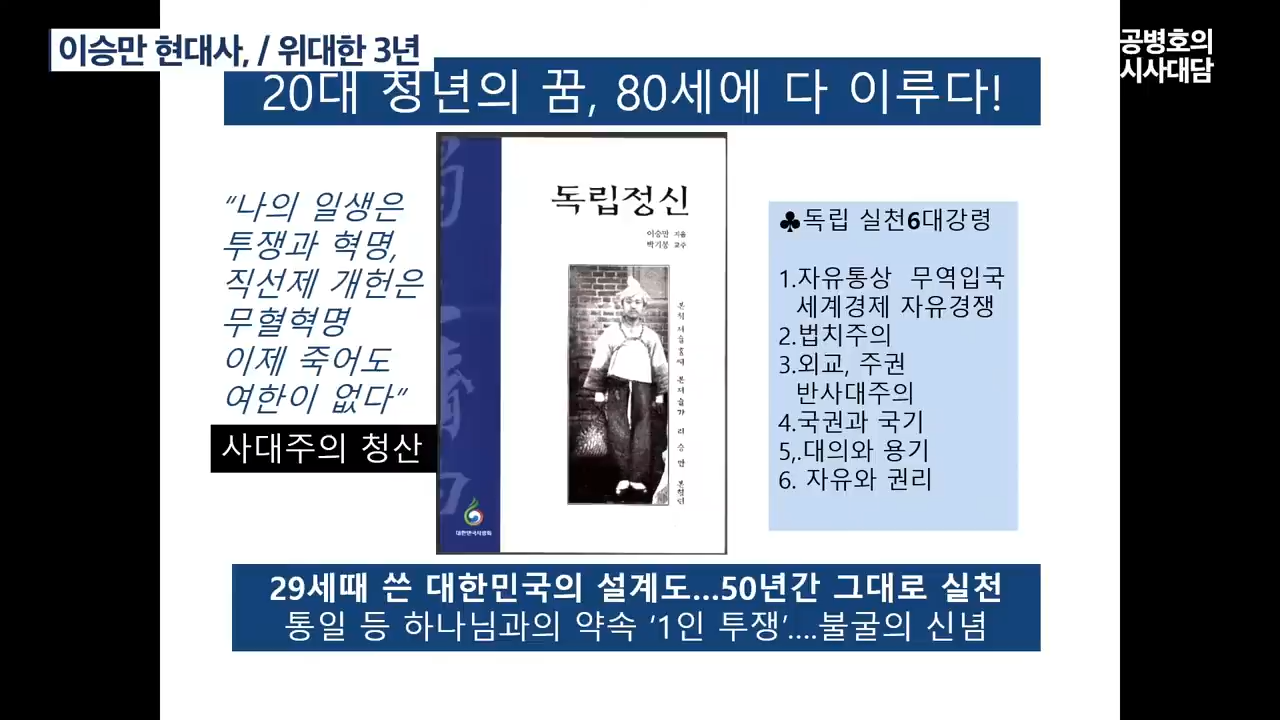 이승만 현대사, / 위대한 3년
공병호의
시사대담
20대 청년의 꿈, 80세에 다 이루다!
“나의 일생은
투쟁과 혁명,
직선제 개헌은
무혈혁명
이제 죽어도
여한이 없다”
사대주의 청산
독립정신
이승만 지음
박기봉 교주
대한민국사랑회
♣독립 실천6대강령
1.자유통상 무역입국
세계경제 자유경쟁
2.법치주의
3.외교, 주권
반사대주의
4.국권과 국기
5,.대의와 용기
6. 자유와 권리
29세때 쓴 대한민국의 설계도...50년간 그대로 실천
통일 등 하나님과의 약속 ‘1인 투쟁’....불굴의 신념